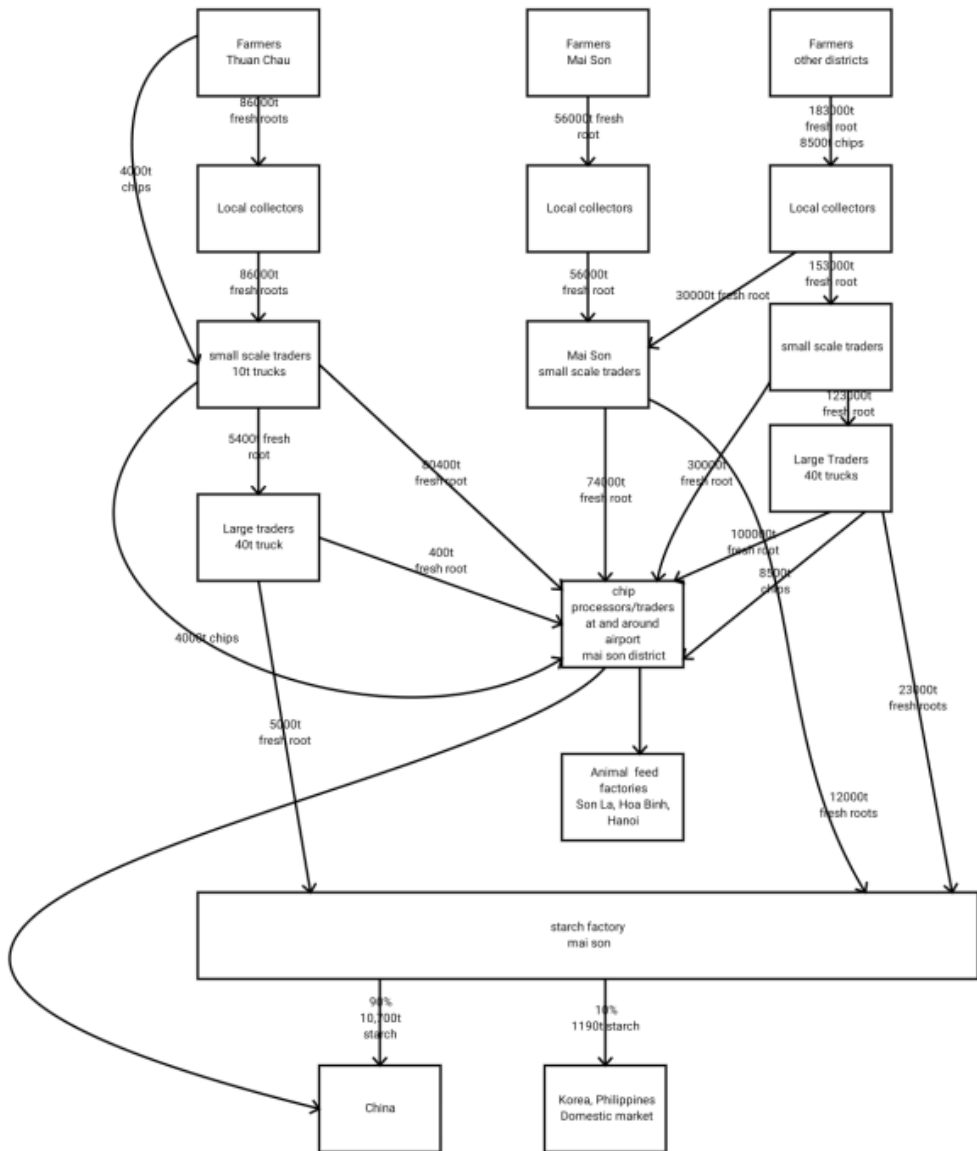 Farmers
Thuan Chau
Farmers
Mai Son
Farmers
other districts
86000t
fresh roots
56000t fresh
root
183000t
fresh root
8500t chips
4000t
chips
Local collectors
Local collectors
Local collectors
86000t
fresh roots
56000t
fresh root
30000t fresh root
153000t
fresh root
small scale traders
10t trucks
Mai Son
small scale traders
small scale traders
123000t
fresh root
5400t fresh
root
80400t
fresh root
74000t
fresh root
30000t
fresh root
Large Traders
40t trucks
Large traders
40t truck
400t
fresh root
100000t
fresh root
8500t
chips
chip
processors/traders
at and around
airport
mai son district
4000t chips
5000t
fresh root
23000t
fresh roots
Animal feed
factories
Son La, Hoa Binh,
Hanoi
12000t
fresh roots
starch factory
mai son
90%
10,700t
starch
10%
1190t starch
China
Korea, Philippines
Domestic market